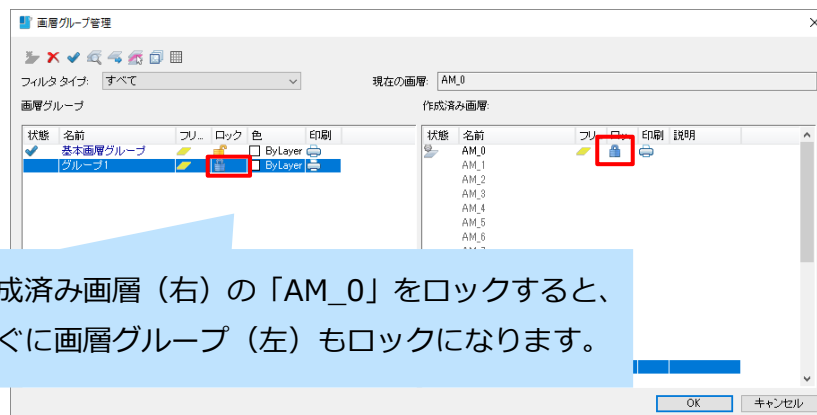 画層グループ管理
フィルタ タイプ: すべて
現在の画層: AM_0
画層グループ
作成済み画層:
状態 名前 フリ... ロック 色 印刷
基本画層グループ ByLayer
グループ1 ByLayer
状態 名前 フリ... ロッ... 印刷 説明
AM_0
AM_1
AM_2
AM_3
AM_4
AM_5
AM_6
成済み画層（右）の「AM_0」をロックすると、
ぐに画層グループ（左）もロックになります。
OK キャンセル